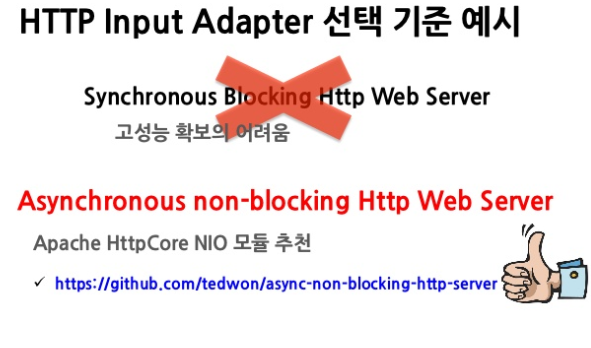 HTTP Input Adapter 선택 기준 예시
Synchronous Blocking Http Web Server
고성능 확보의 어려움
Asynchronous non-blocking Http Web Server
Apache HttpCore NIO 모듈 추천
✓ https://github.com/tedwon/async-non-blocking-http-server